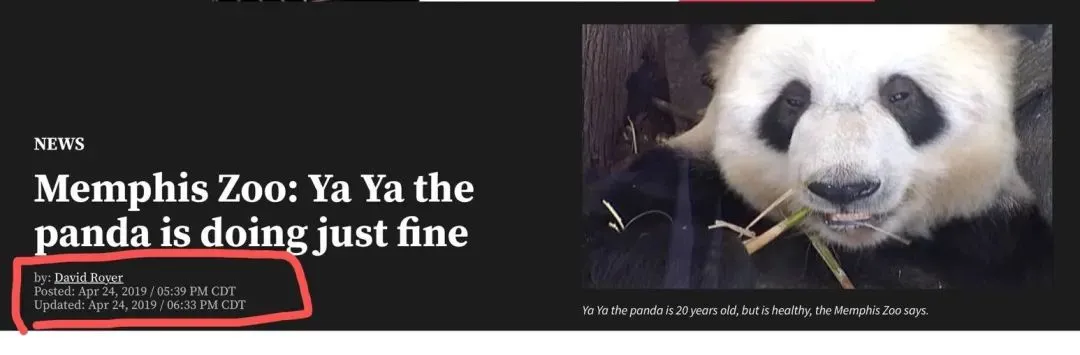 NEWS
Memphis Zoo: Ya Ya the
panda is doing just fine
by: David Royer
Posted: Apr 24, 2019 / 05:39 PM CDT
Updated: Apr 24, 2019 / 06:33 PM CDT
Ya Ya the panda is 20 years old, but is healthy, the Memphis Zoo says.